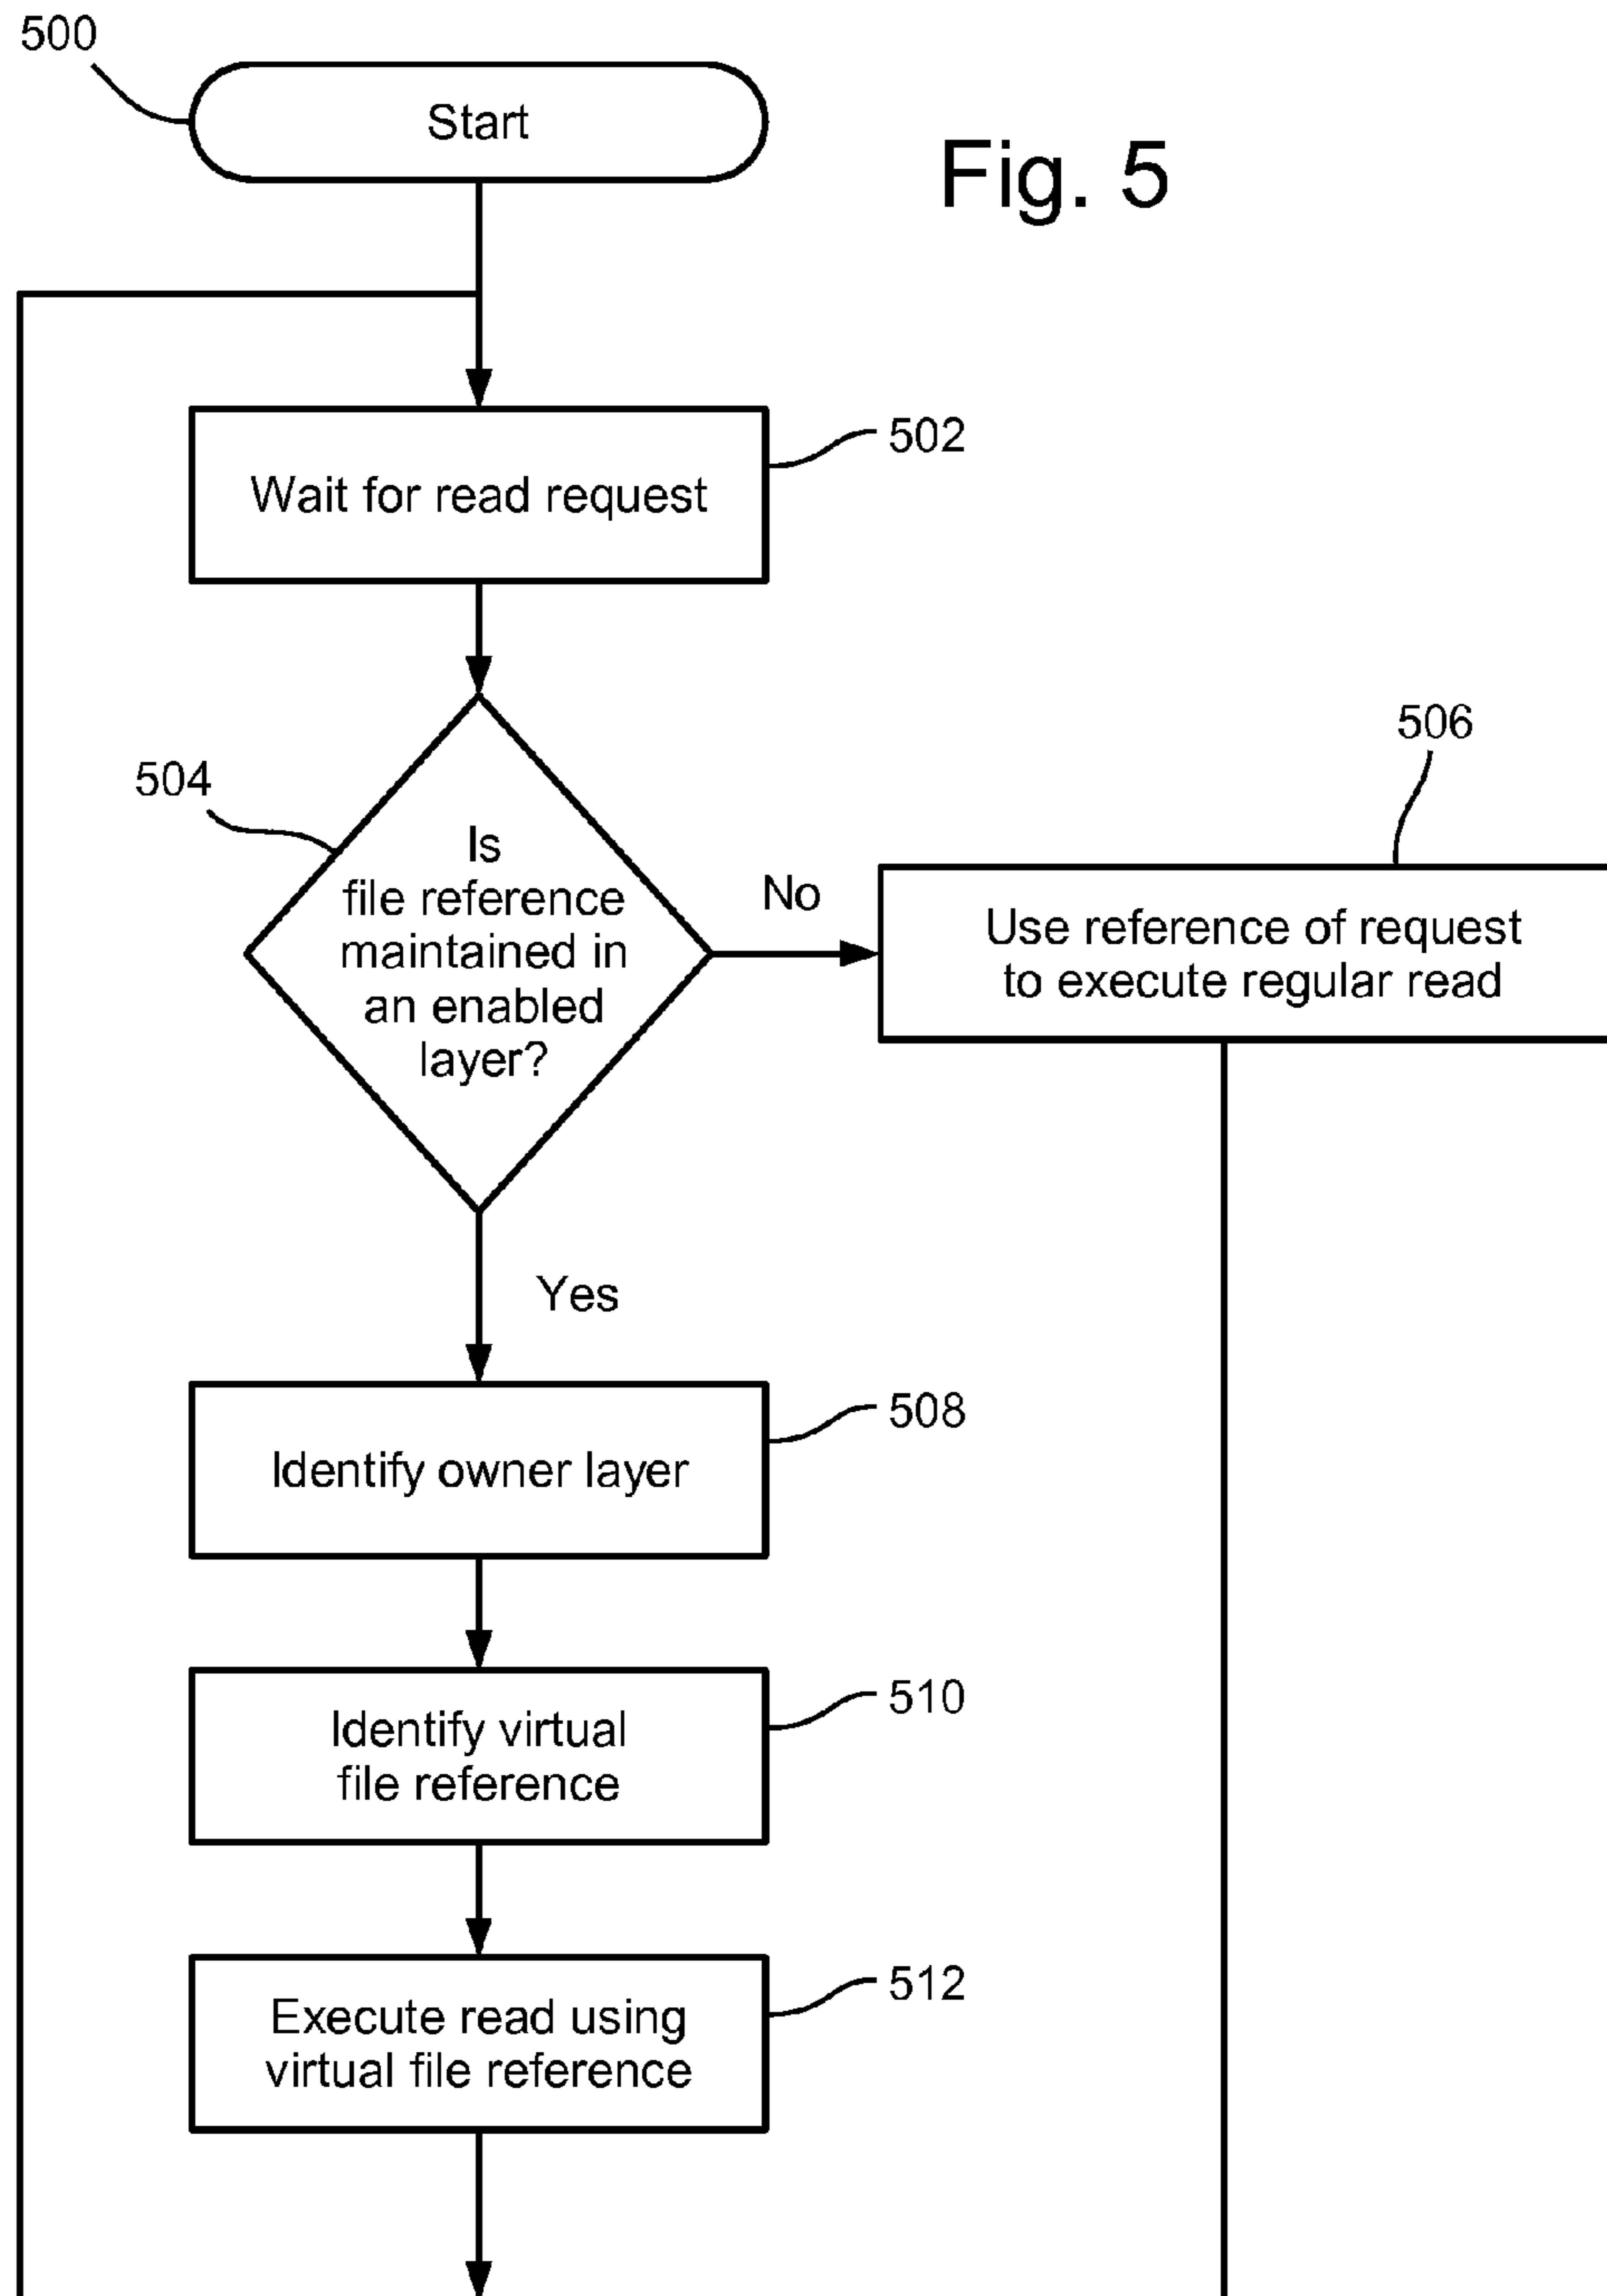 500
Start
Fig. 5
502
Wait for read request
504
Is
file reference
maintained in
an enabled
layer?
No
506
Use reference of request
to execute regular read
Yes
508
Identify owner layer
510
Identify virtual
file reference
512
Execute read using
virtual file reference